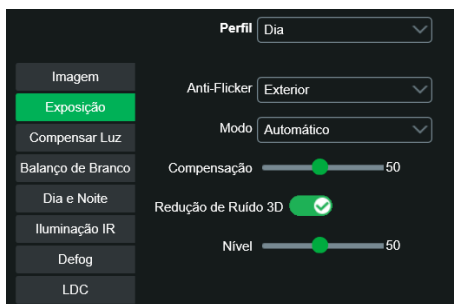 Perfil Dia
Imagem
Exposição
Compensar Luz
Balanço de Branco
Dia e Noite
Iluminação IR
Defog
LDC
Anti-Flicker Exterior
Modo Automático
Compensação 50
Redução de Ruído 3D
Nível 50